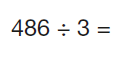 486 ÷ 3 =